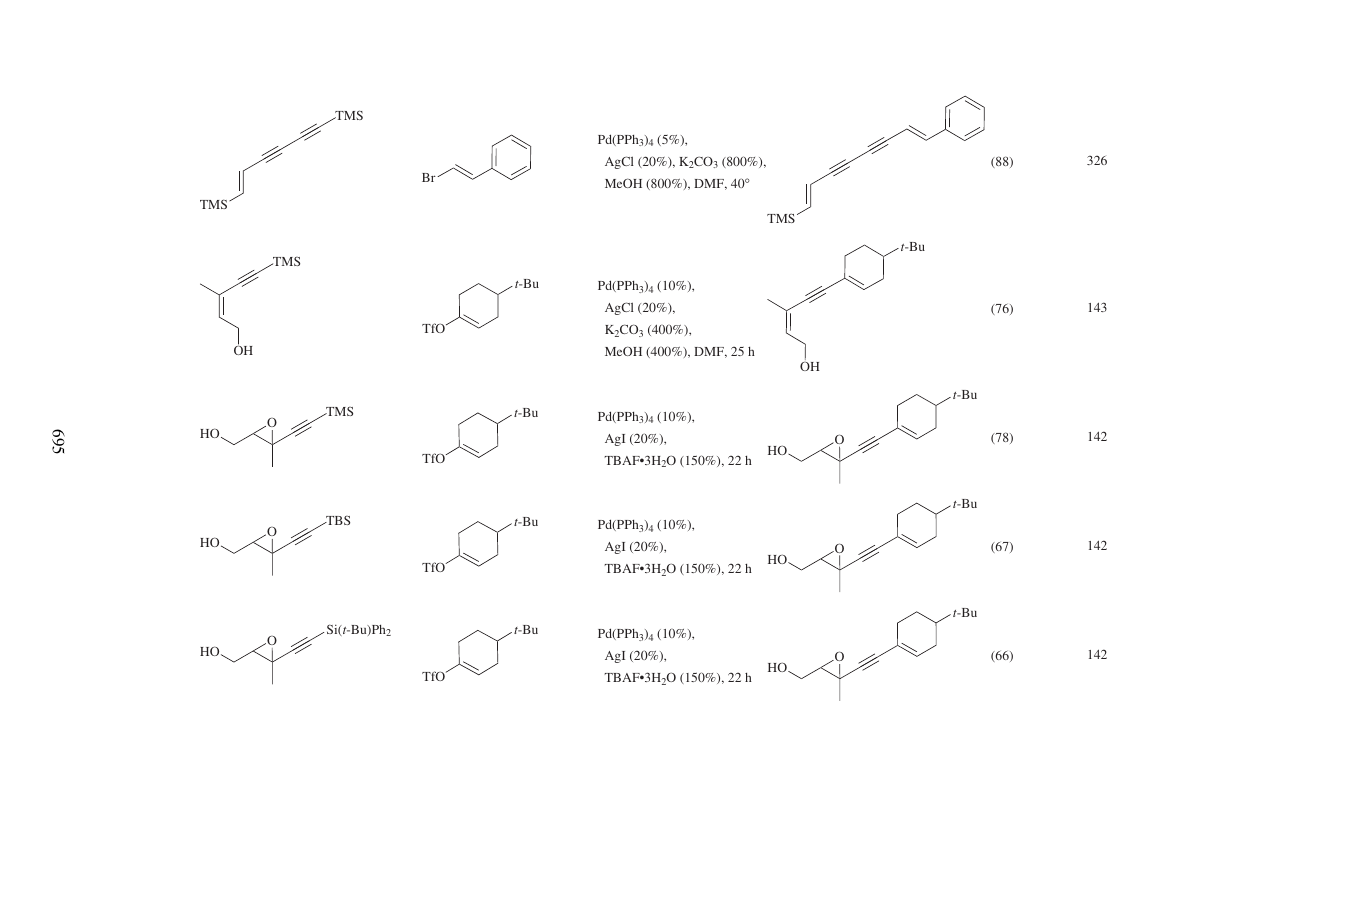 TMS
TMS
Br
Pd(PPh3)4 (5%),
AgCl (20%), K2CO3 (800%),
MeOH (800%), DMF, 40°
TMS
(88)
326
TMS
OH
TfO
t-Bu
Pd(PPh3)4 (10%),
AgCl (20%),
K2CO3 (400%),
MeOH (400%), DMF, 25 h
t-Bu
OH
(76)
143
HO
O
TMS
TfO
t-Bu
Pd(PPh3)4 (10%),
AgI (20%),
TBAF•3H2O (150%), 22 h
HO
O
t-Bu
(78)
142
695
HO
O
TBS
TfO
t-Bu
Pd(PPh3)4 (10%),
AgI (20%),
TBAF•3H2O (150%), 22 h
HO
O
t-Bu
(67)
142
HO
O
Si(t-Bu)Ph2
TfO
t-Bu
Pd(PPh3)4 (10%),
AgI (20%),
TBAF•3H2O (150%), 22 h
HO
O
t-Bu
(66)
142